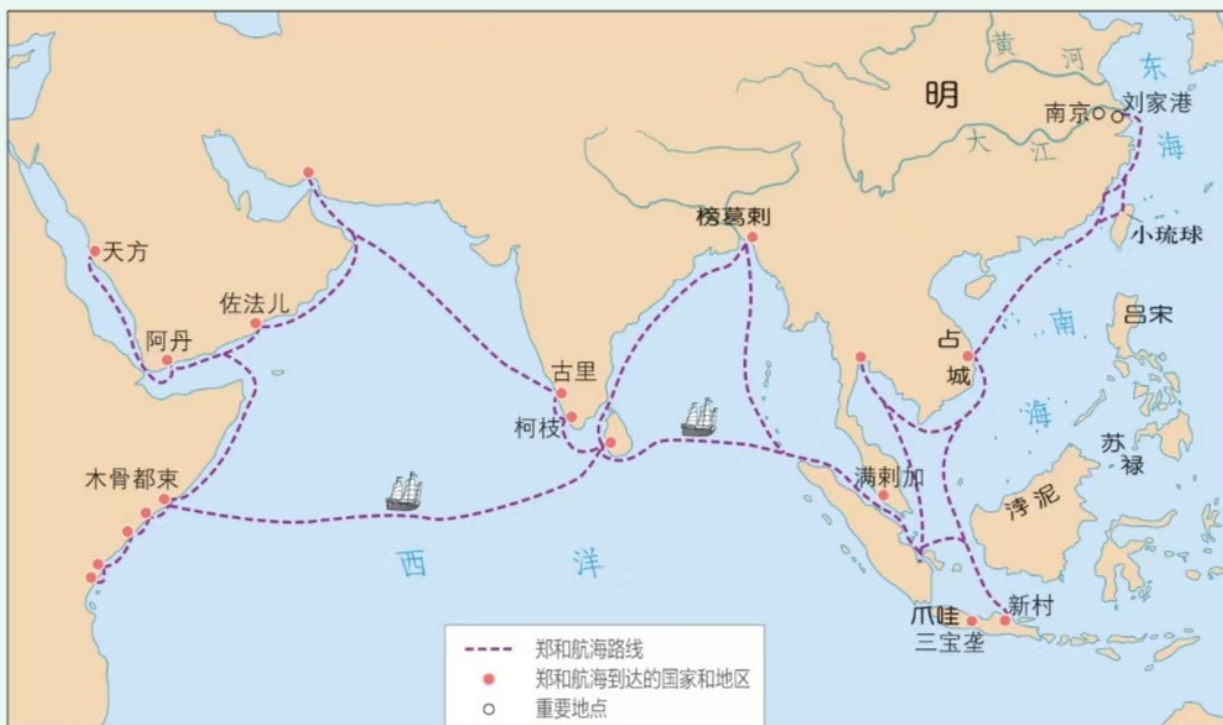 黄河
东海
明
南京
刘家港
大江
天方
榜葛剌
小琉球
佐法儿
阿丹
古里
柯枝
占城
南海
吕宋
苏禄
满剌加
浡泥
木骨都束
西洋
爪哇
三宝垄
新村
郑和航海路线
郑和航海到达的国家和地区
重要地点